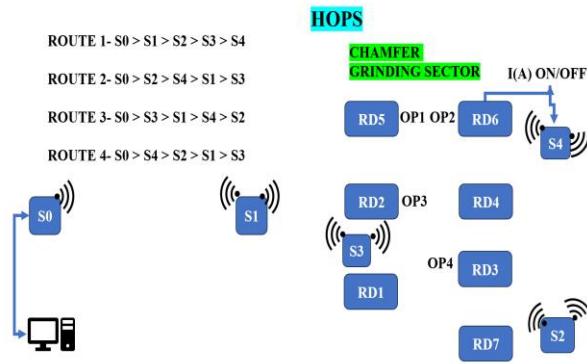 HOPS
ROUTE 1- S0 > S1 > S2 > S3 > S4
ROUTE 2- S0 > S2 > S4 > S1 > S3
ROUTE 3- S0 > S3 > S1 > S4 > S2
ROUTE 4- S0 > S4 > S2 > S1 > S3
CHAMFER
GRINDING SECTOR
I(A) ON/OFF
RD5 OP1 OP2 RD6
S4
S0
S1
RD2 OP3
RD4
S3
OP4 RD3
RD1
RD7
S2